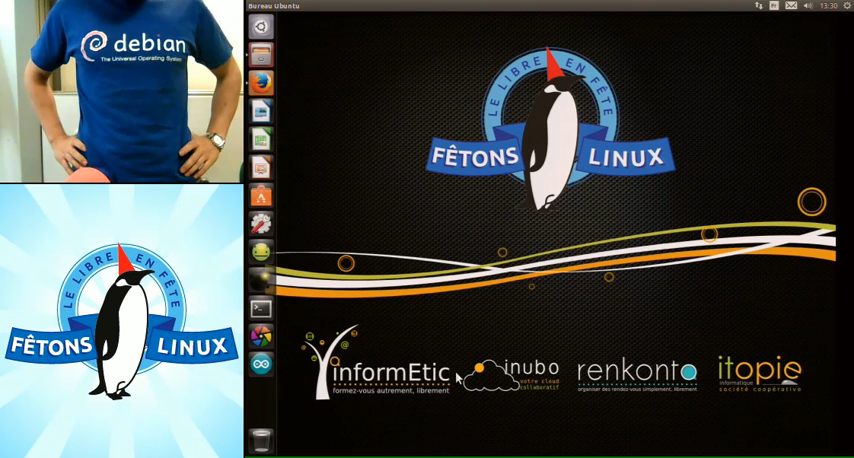 debian
The Universal Operating System
LE LIBRE EN FÊTE
FÊTONS LINUX
Bureau Ubuntu
Fr
13:30
LE LIBRE EN FÊTE
FÊTONS LINUX
informEtic
formez-vous autrement, librement
inubo
votre cloud
collaboratif
renkonto
organiser des rendez-vous simplement, librement
itopie
informatique
société coopérative